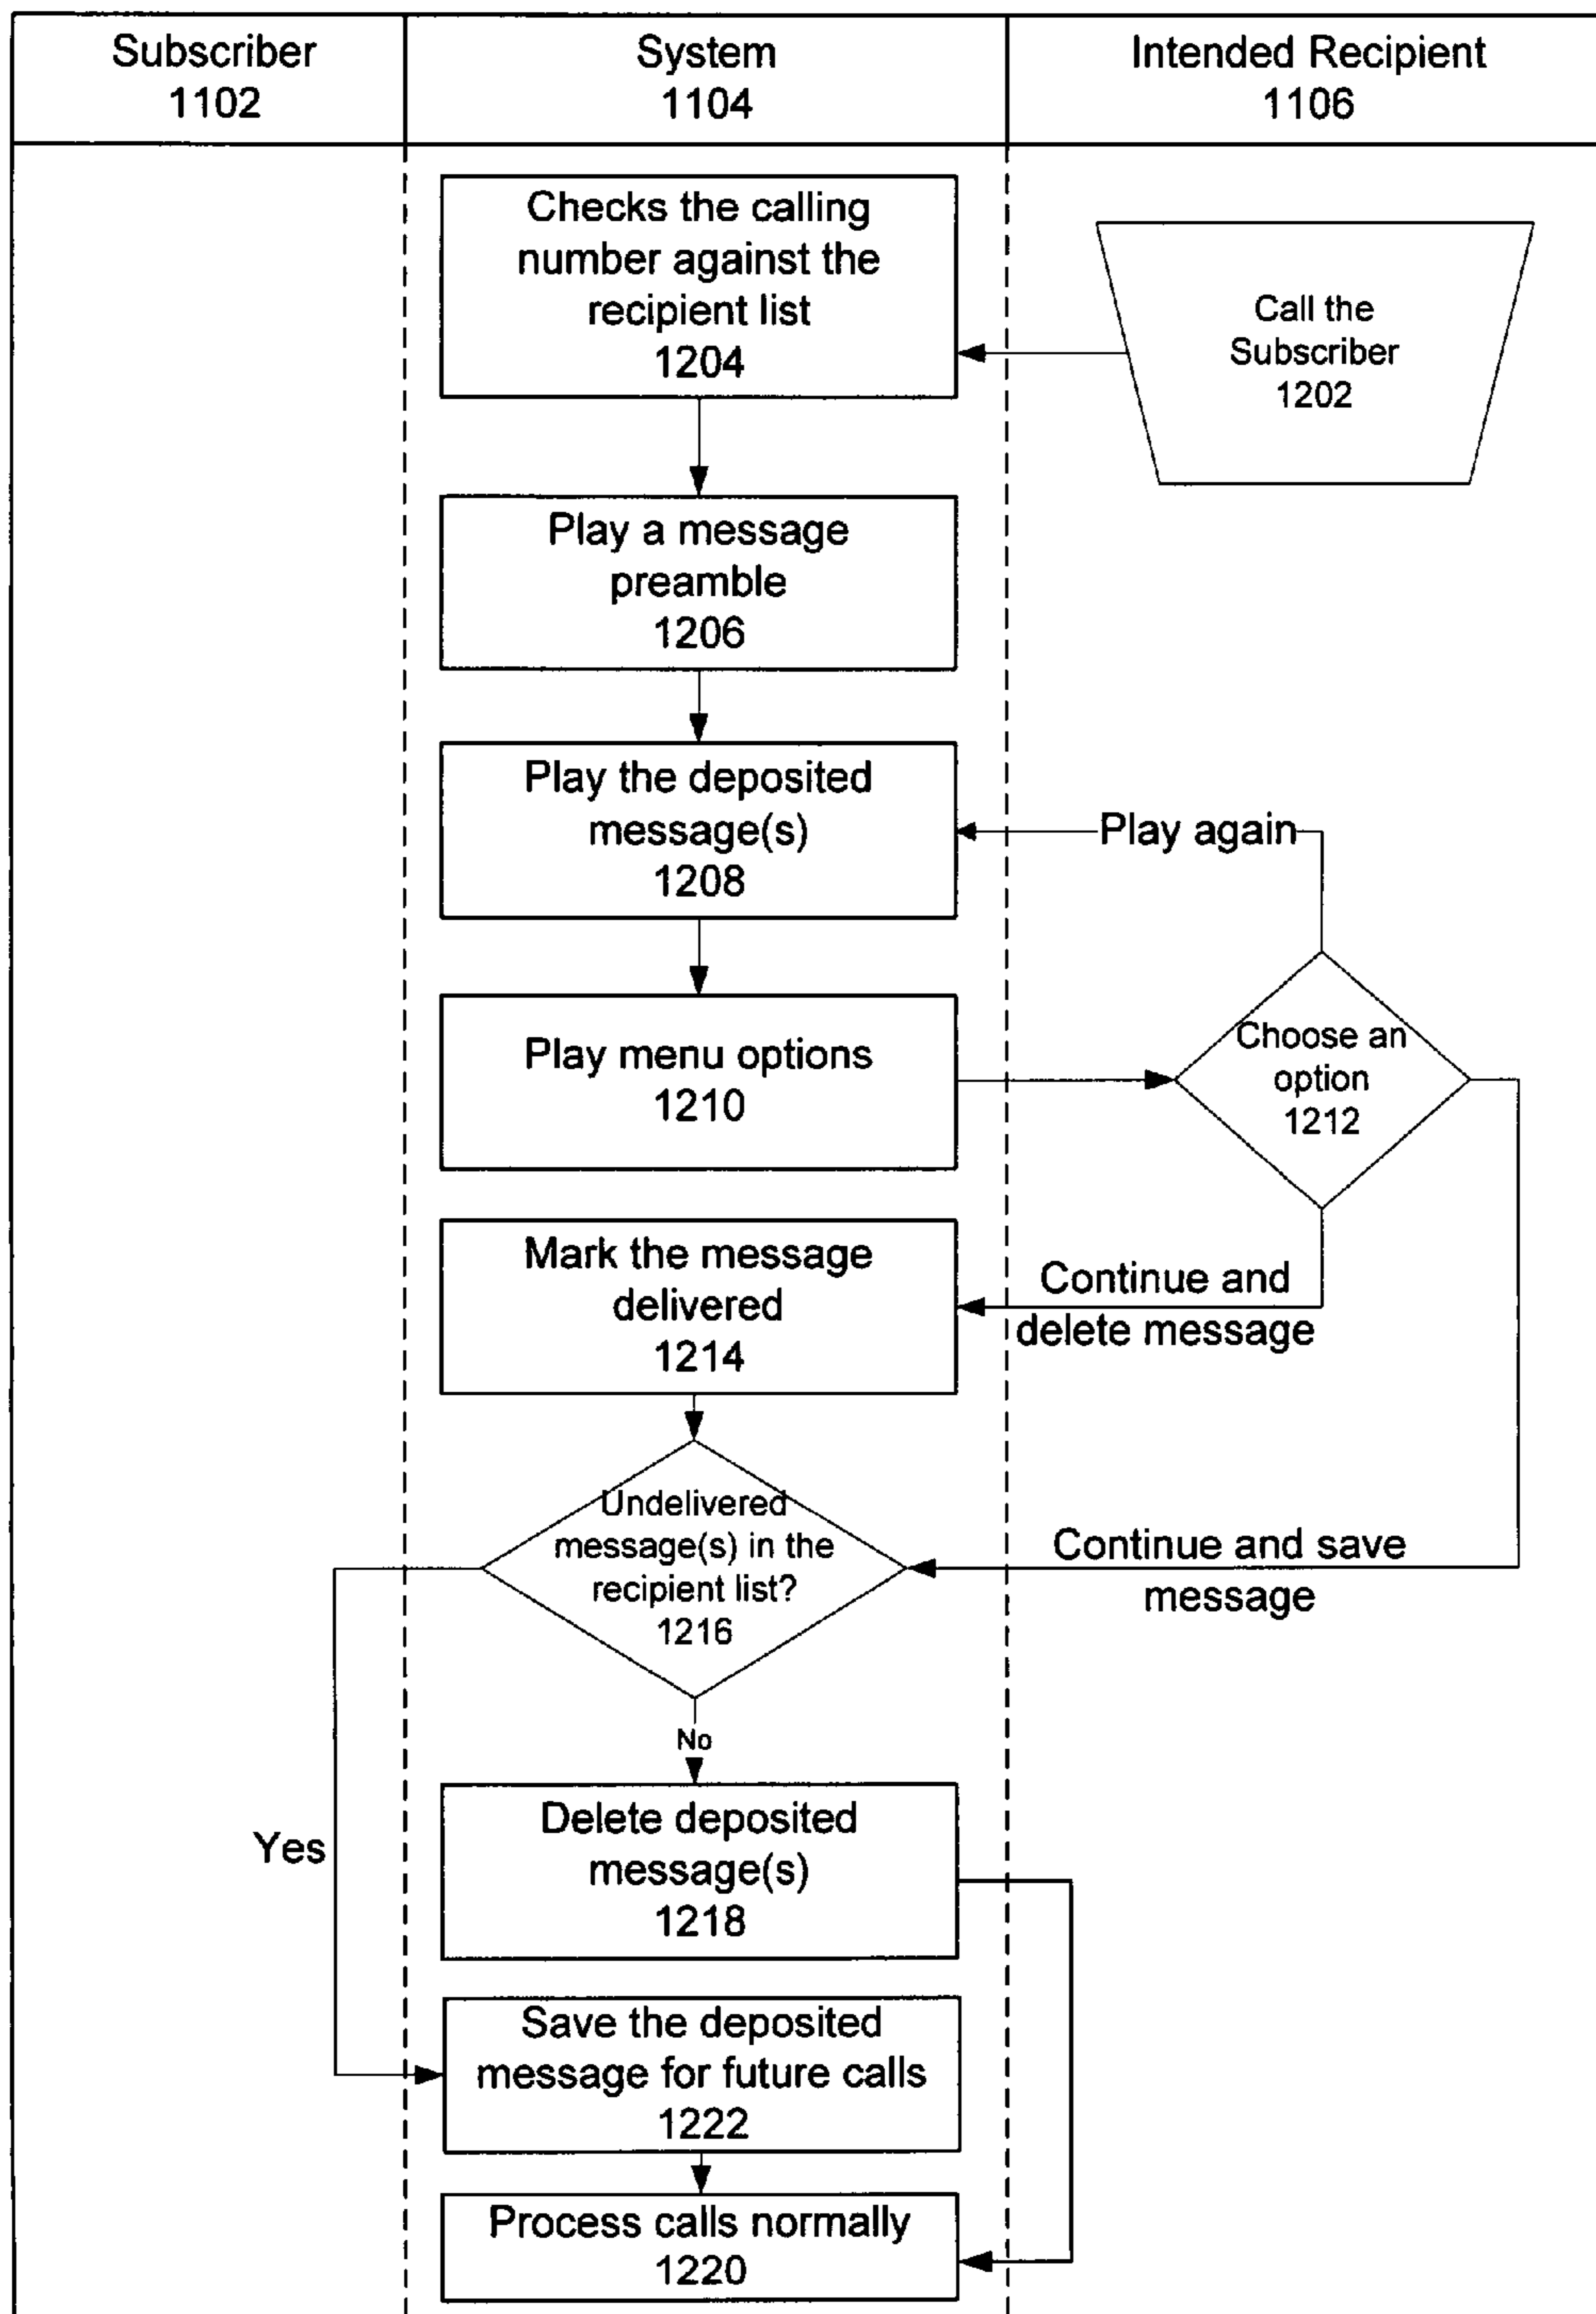 Subscriber
1102
System
1104
Intended Recipient
1106
Checks the calling
number against the
recipient list
1204
Call the
Subscriber
1202
Play a message
preamble
1206
Play the deposited
message(s)
1208
Play again
Play menu options
1210
Choose an
option
1212
Mark the message
delivered
1214
Continue and
delete message
Undelivered
message(s) in the
recipient list?
1216
Continue and save
message
No
Yes
Delete deposited
message(s)
1218
Save the deposited
message for future calls
1222
Process calls normally
1220